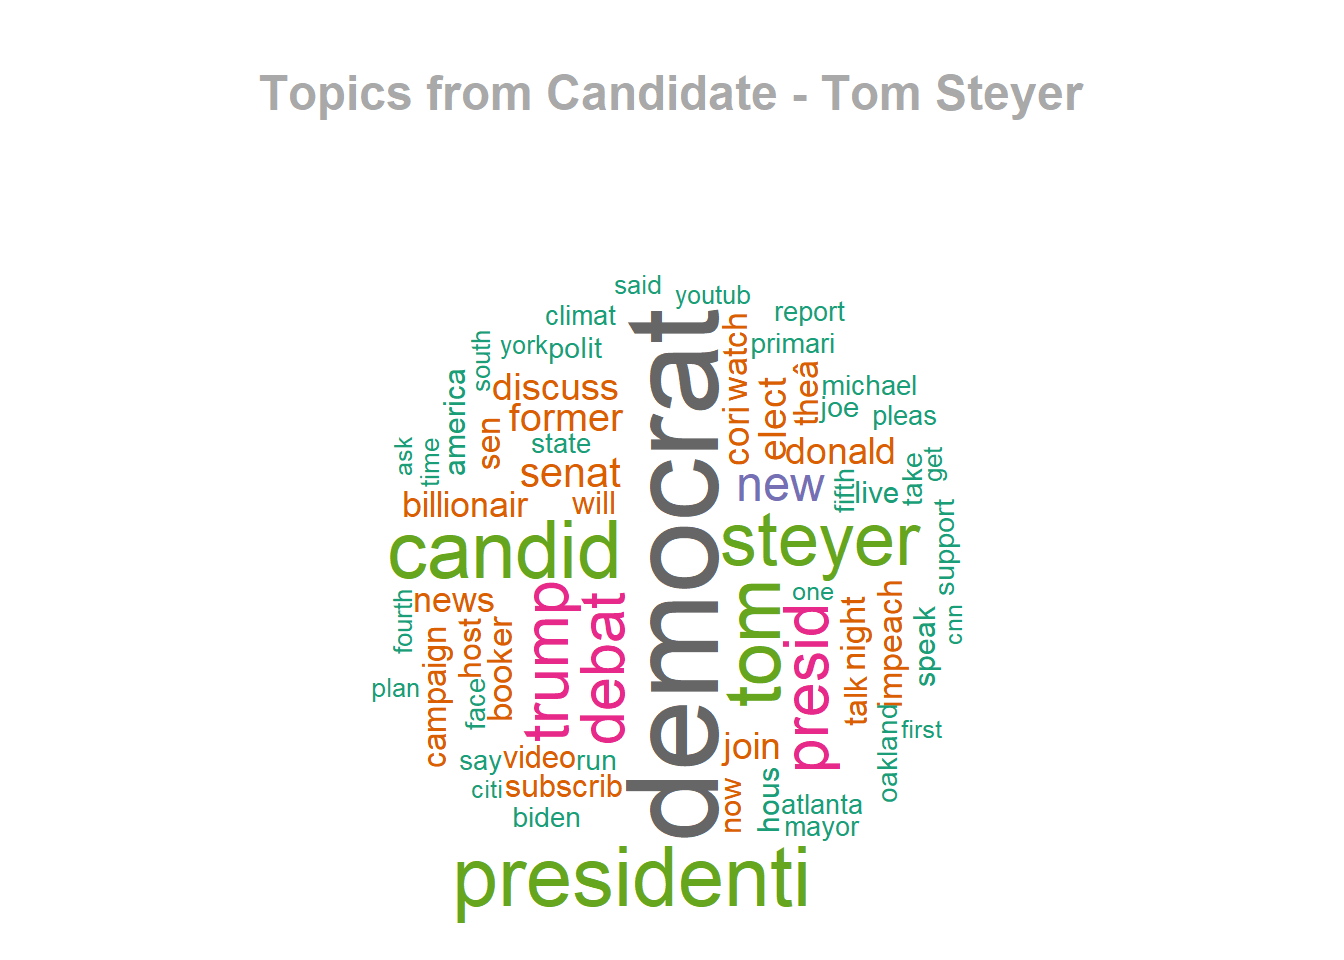 Topics from Candidate - Tom Steyer
said
youtub
climat
report
york
polit
south
watch
primari
america
discuss
elect
theâ
michael
former
cori
joe
pleas
sen
state
ask
time
donald
get
senat
new
fifth
live
take
billionair
will
democrat
candid
steyer
support
fourth
news
trump
debat
tom
one
presid
night
impeach
speak
cnn
campaign
host
booker
plan
face
talk
oakland
first
say
video
run
join
citi
subscrib
now
hous
atlanta
biden
mayor
presidenti